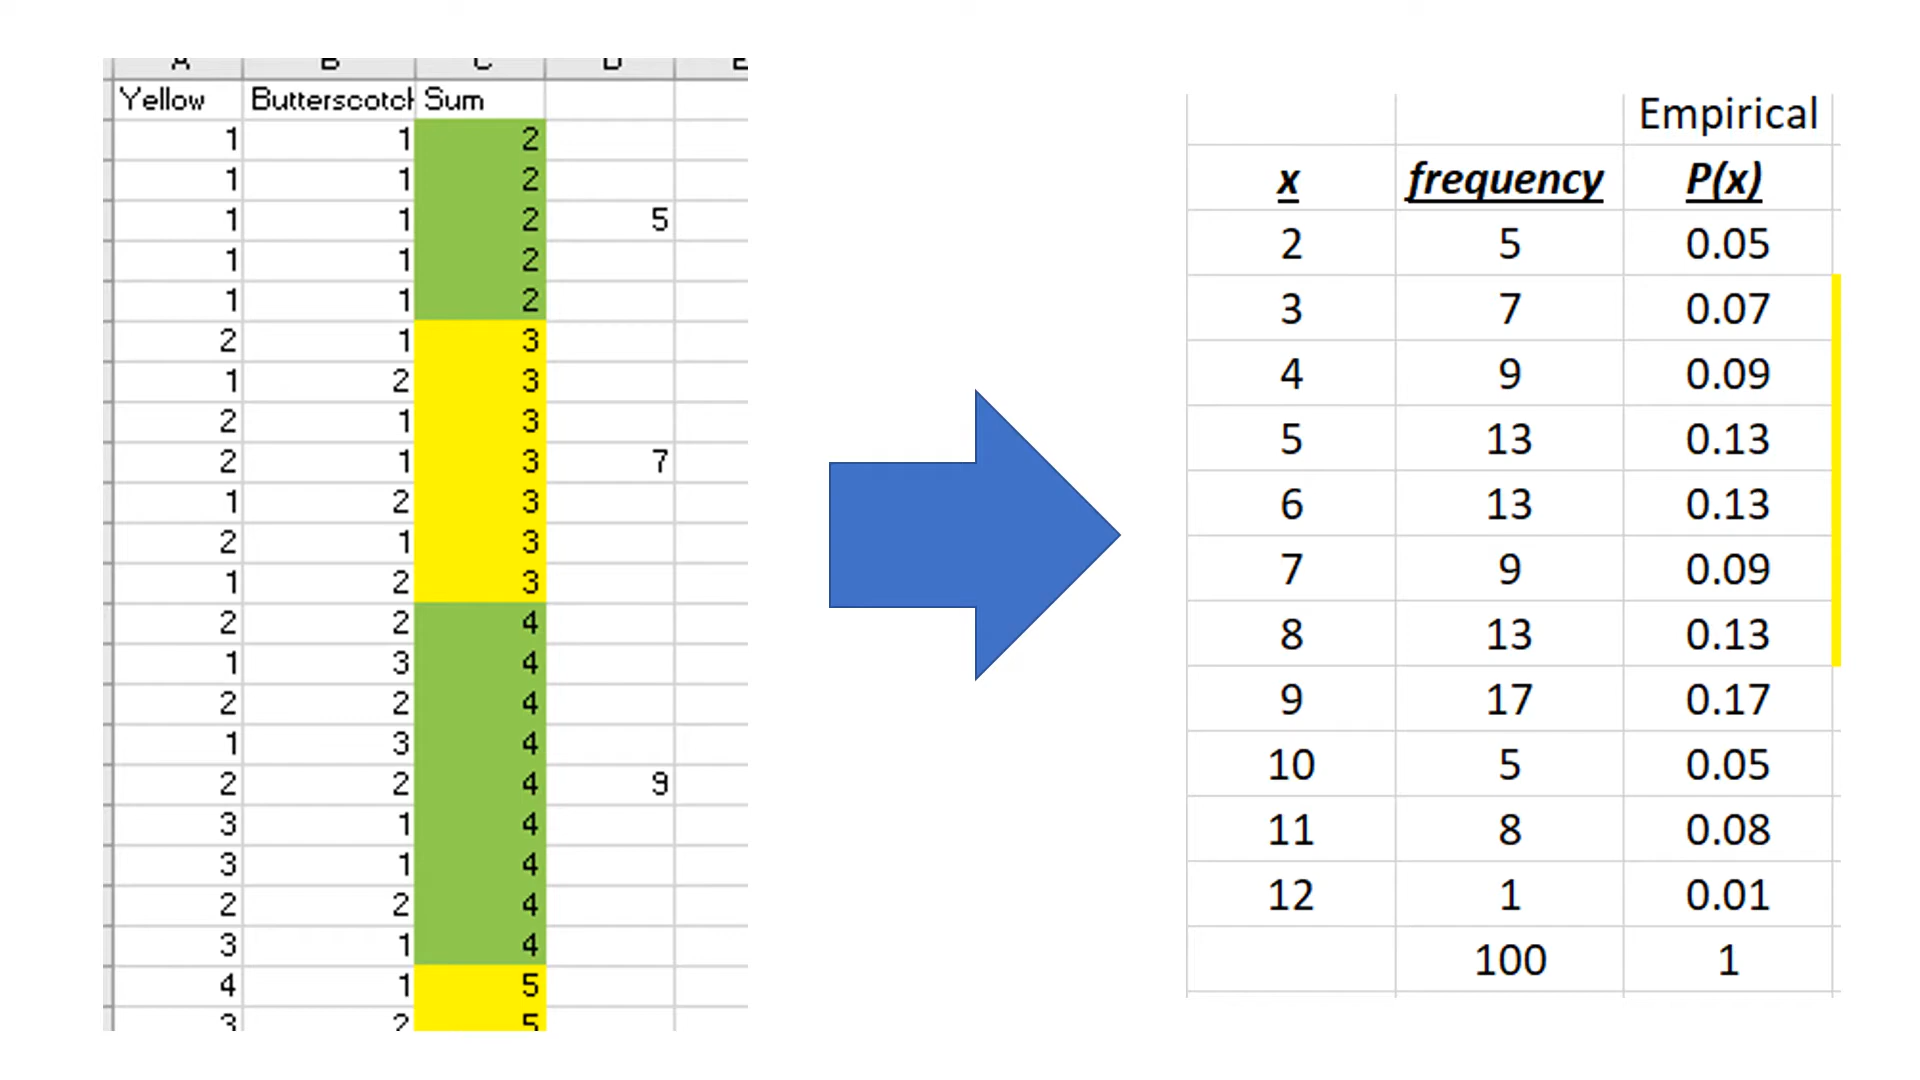 A B C D E
Yellow Butterscotch Sum
1 1 2
1 1 2
1 1 2 5
1 1 2
1 1 2
2 1 3
1 2 3
2 1 3
2 1 3 7
1 2 3
2 1 3
1 2 3
2 2 4
1 3 4
2 2 4
1 3 4
2 2 4 9
3 1 4
3 1 4
2 2 4
3 1 4
4 1 5
3 2 5
Empirical
x frequency P(x)
2 5 0.05
3 7 0.07
4 9 0.09
5 13 0.13
6 13 0.13
7 9 0.09
8 13 0.13
9 17 0.17
10 5 0.05
11 8 0.08
12 1 0.01
100 1